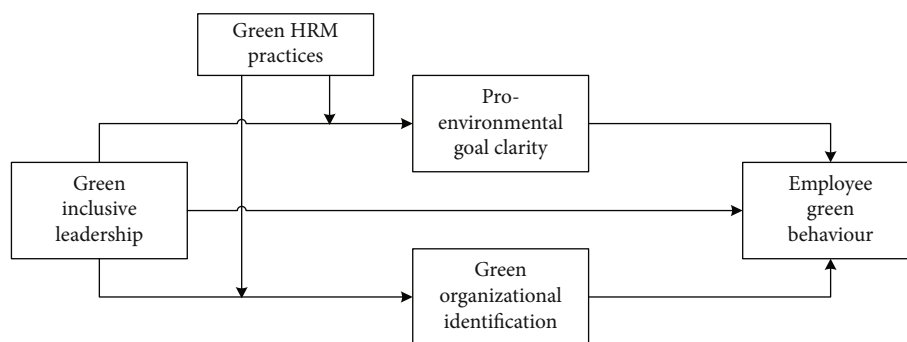 Green HRM
practices
Pro-
environmental
goal clarity
Green
inclusive
leadership
Employee
green
behaviour
Green
organizational
identification